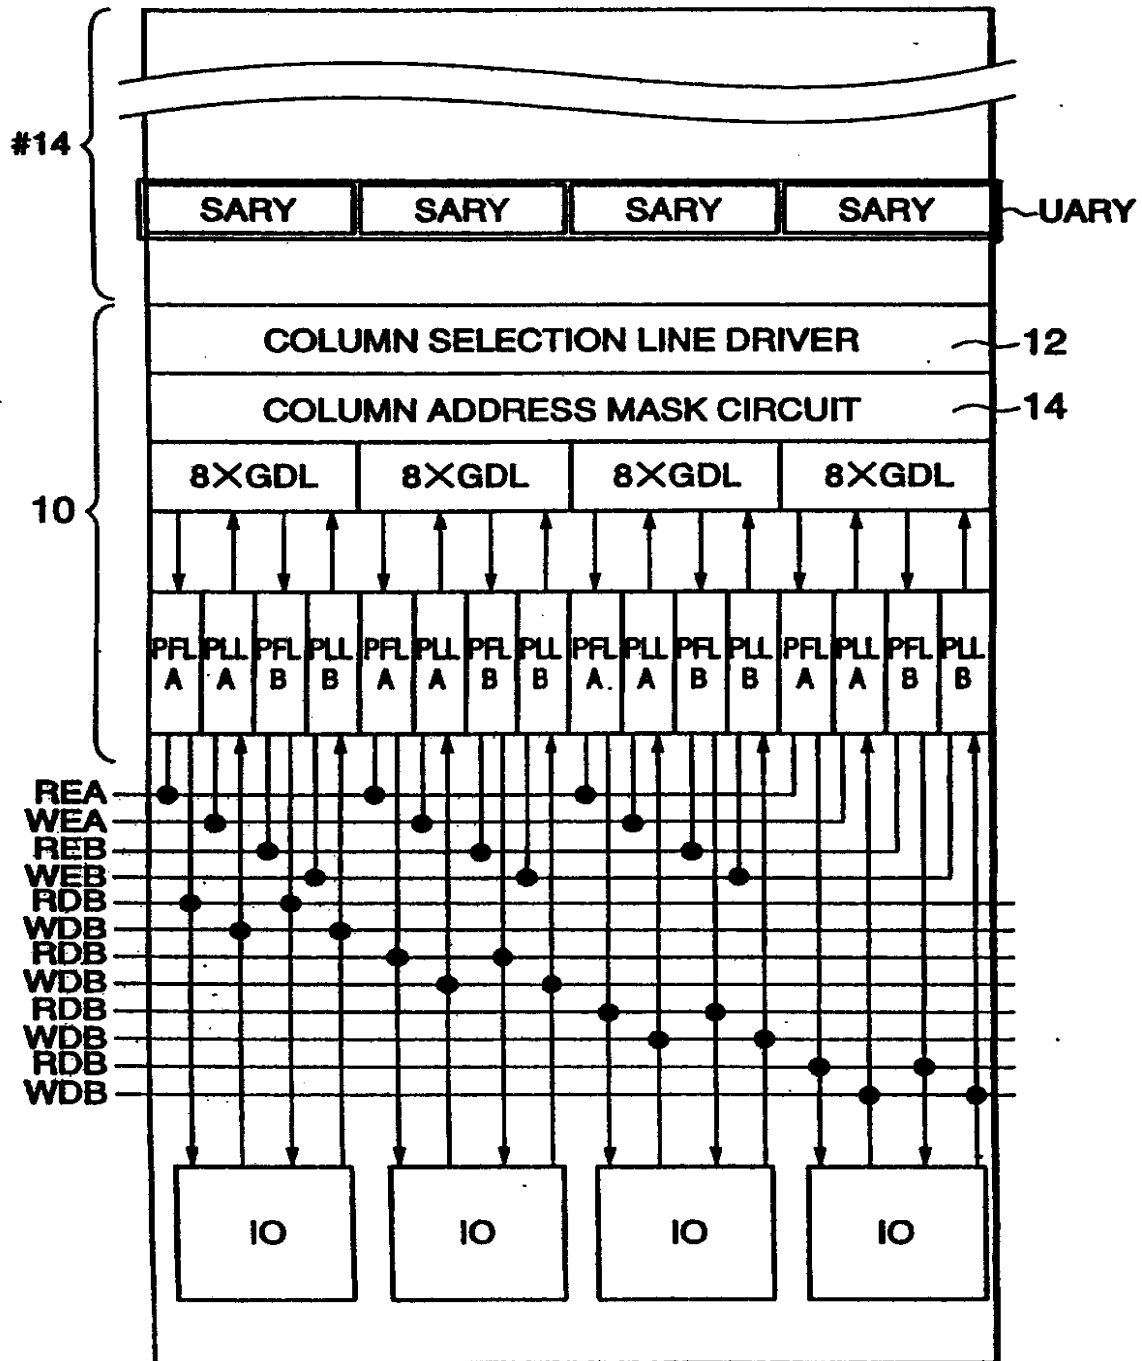 #14
SARY SARY SARY SARY
UARY
COLUMN SELECTION LINE DRIVER
12
COLUMN ADDRESS MASK CIRCUIT
14
8×GDL 8×GDL 8×GDL 8×GDL
10
PFL PLL PFL PLL PFL PLL PFL PLL PFL PLL PFL PLL PFL PLL PFL PLL
A A B B A A B B A A B B A A B B
REA
WEA
REB
WEB
RDB
WDB
RDB
WDB
RDB
WDB
RDB
WDB
IO IO IO IO